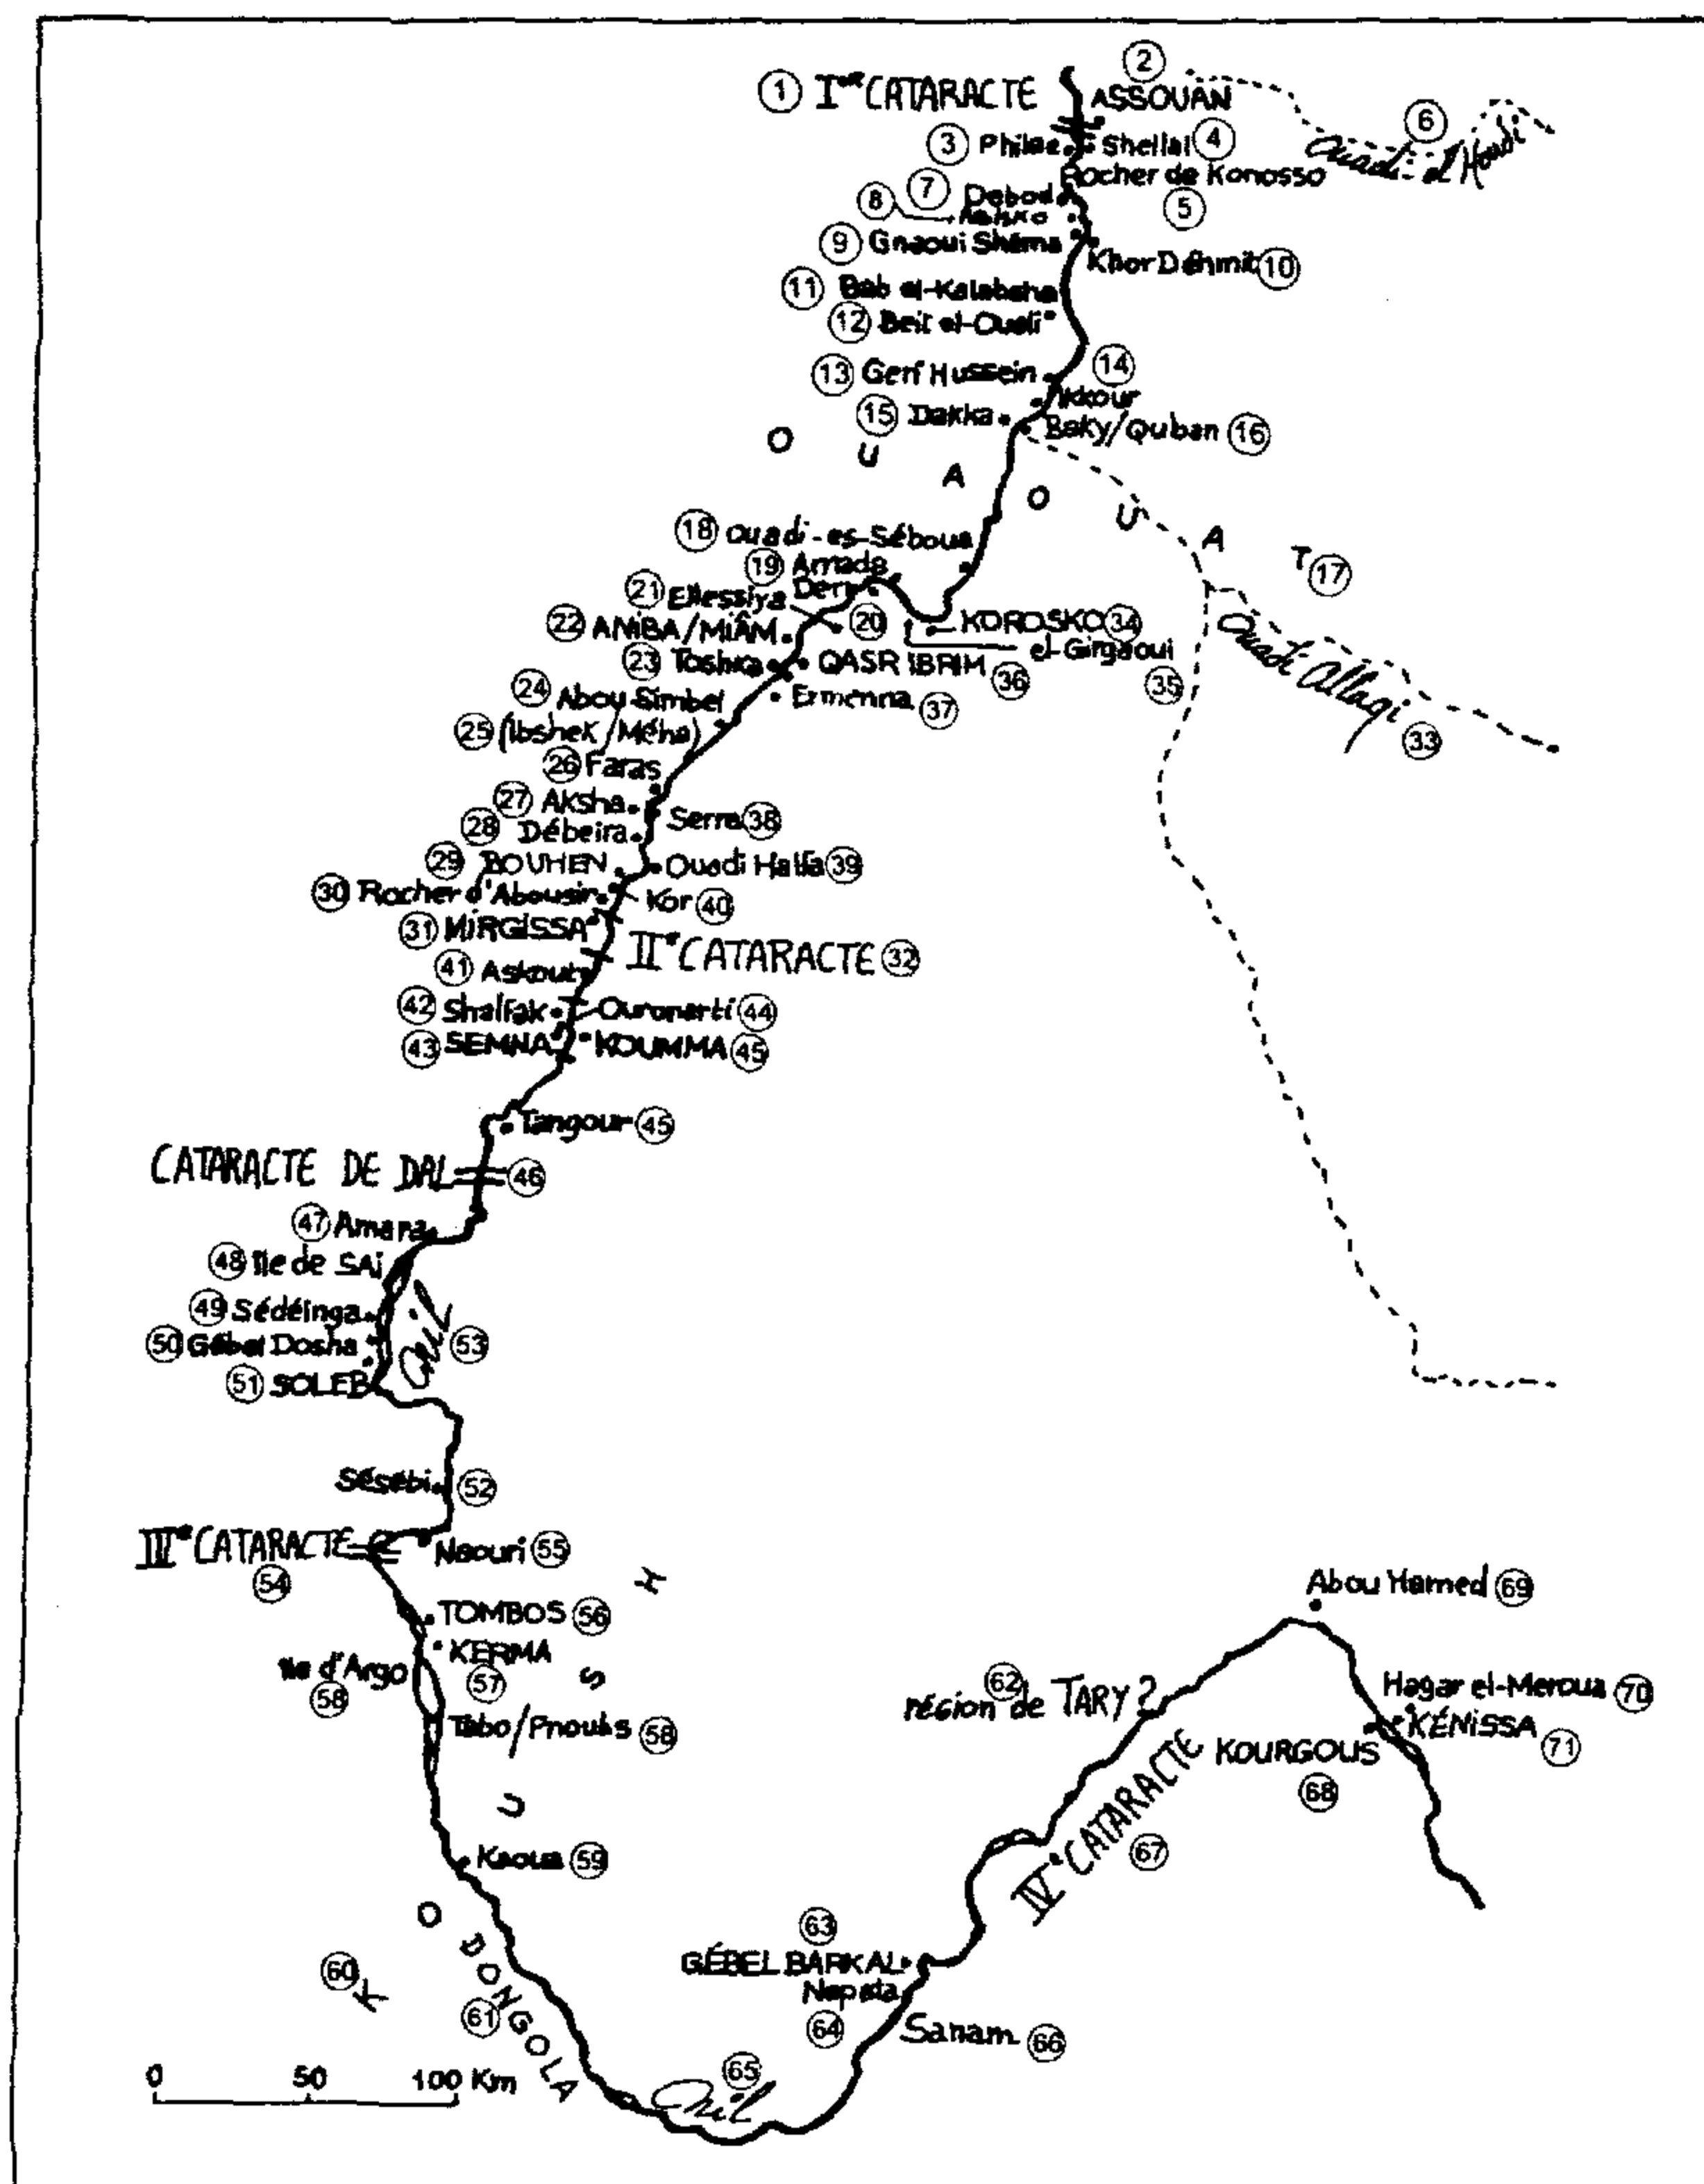 ① Ière CATARACTE
② ASSOUAN
③ Philae
Shellal ④
Rocher de Konosso
⑤
⑥ Ouadi-el Houdi
⑦ Debod
⑧
⑨ Gnaoui Shéma
Khor Déhmit ⑩
⑪ Bab el-Kalabsha
⑫ Beit el-Ouali
⑬ Gerf Hussein
⑭ Ikkour
⑮ Dakka
Baky/Quban ⑯
OUAOUAT ⑰
⑱ Ouadi-es-Séboua
⑲ Amada
Derr ⑳
㉑ Ellessiya
㉒ ANiBA/MiÂM
㉓ Toshka
㉔ Abou Simbel
㉕ (Ibshek/Méha)
㉖ Faras
㉗ Aksha
㉘ Débeira
㉙ BOUHEN
㉚ Rocher d'Abousir
㉛ MiRGiSSA
IIe CATARACTE ㉜
Ouadi Allaqi ㉝
KOROSKO ㉞
el-Girgaoui
㉟
QASR IBRIM ㊱
Ermenna ㊲
Serra ㊳
Ouadi Halfa ㊴
Kor ㊵
㊶ Askout
㊷ Shalfak
㊸ SEMNA
Ouronarti ㊹
KOUMMA ㊺
Tangour ㊺
CATARACTE DE DAL ㊻
㊼ Amara
㊽ Ile de SAï
㊾ Sédéinga
㊿ Gébel Dosha
51 SOLEB
Sésébi 52
Nil 53
IIIe CATARACTE
54
Naouri 55
TOMBOS 56
KERMA
57
Ile d'Argo
58
Tabo/Pnoubs 58
Kaoua 59
60 KOUSH
61 DONGOLA
62
région de TARY?
63
GÉBEL BARKAL
Napata
64
65
Nil
Sanam 66
IVe CATARACTE
67
KOURGOUS
68
Abou Hamed 69
Hagar el-Meroua 70
KÉNiSSA
71
0 50 100 Km